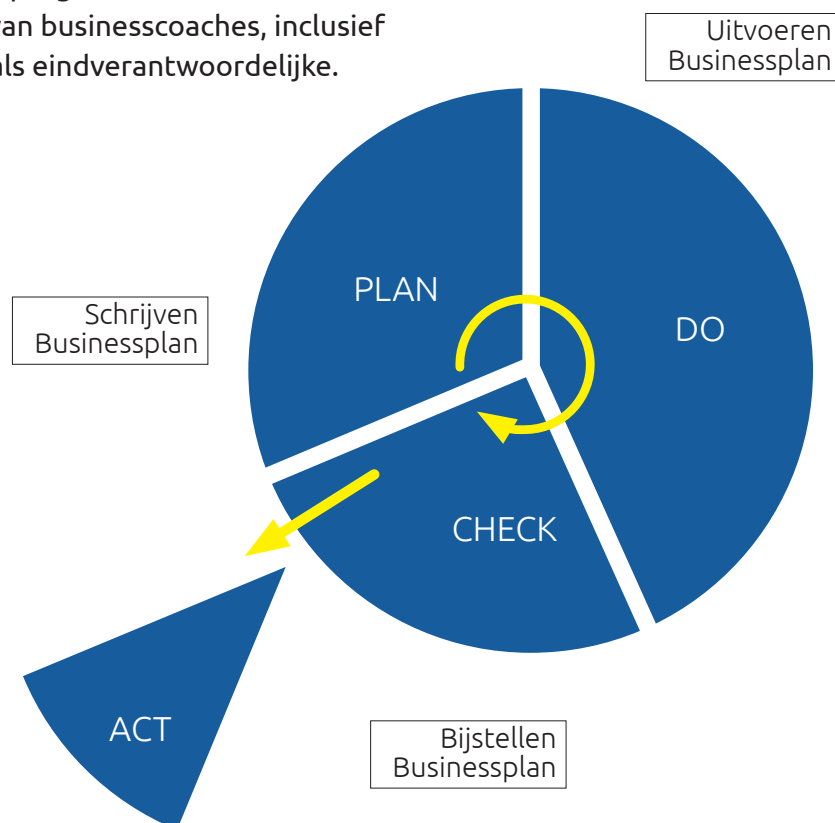 van businesscoaches, inclusief
als eindverantwoordelijke.
Uitvoeren
Businessplan
PLAN
DO
Schrijven
Businessplan
CHECK
ACT
Bijstellen
Businessplan